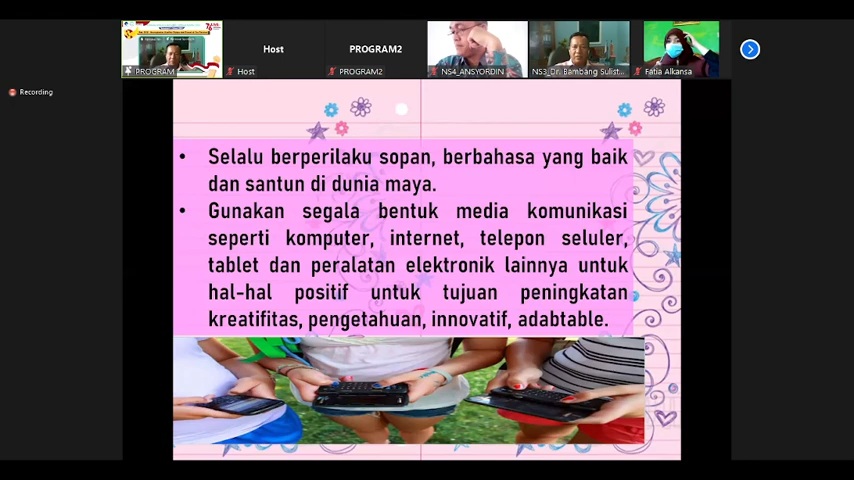 Host
PROGRAM2
PROGRAM
Host
PROGRAM2
NS4_ANSYORDIN
NS3_Dr. Bambang Sulist...
Fatia Alkansa
Recording
• Selalu berperilaku sopan, berbahasa yang baik
dan santun di dunia maya.
• Gunakan segala bentuk media komunikasi
seperti komputer, internet, telepon seluler,
tablet dan peralatan elektronik lainnya untuk
hal-hal positif untuk tujuan peningkatan
kreatifitas, pengetahuan, innovatif, adabtable.